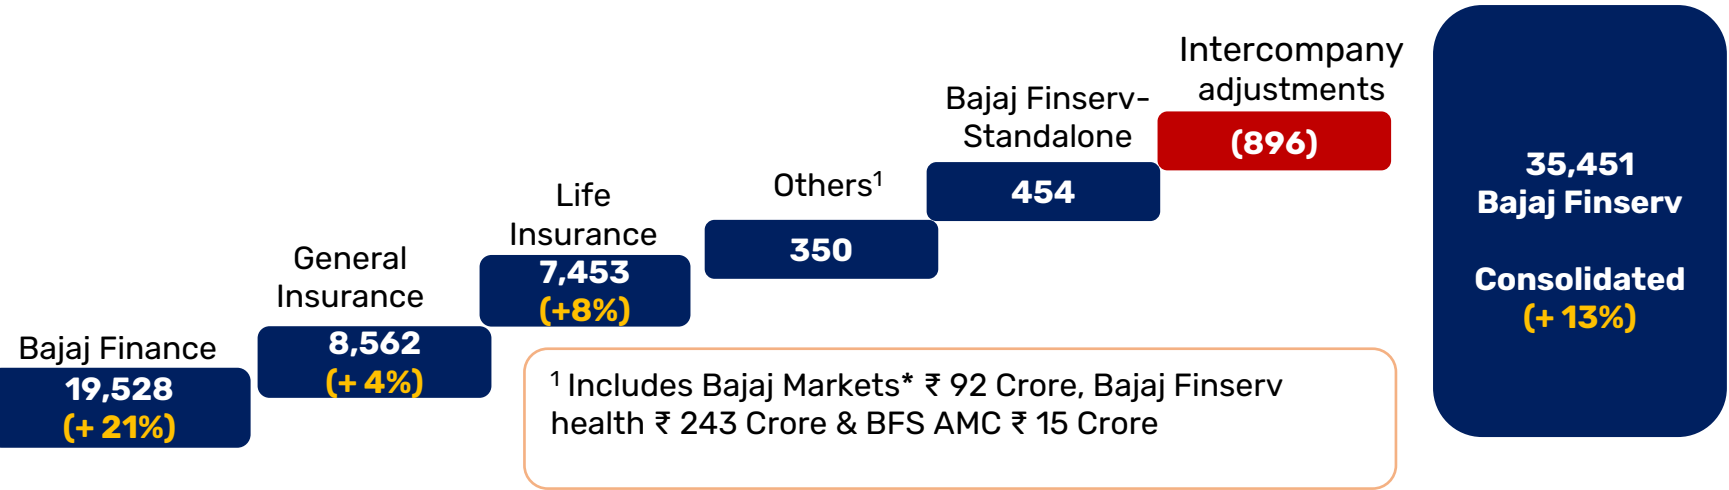 Bajaj Finance
19,528
(+ 21%)
General
Insurance
8,562
(+ 4%)
Life
Insurance
7,453
(+8%)
Others¹
350
Bajaj Finserv-
Standalone
454
Intercompany
adjustments
(896)
35,451
Bajaj Finserv
Consolidated
(+ 13%)
¹ Includes Bajaj Markets* ₹ 92 Crore, Bajaj Finserv
health ₹ 243 Crore & BFS AMC ₹ 15 Crore